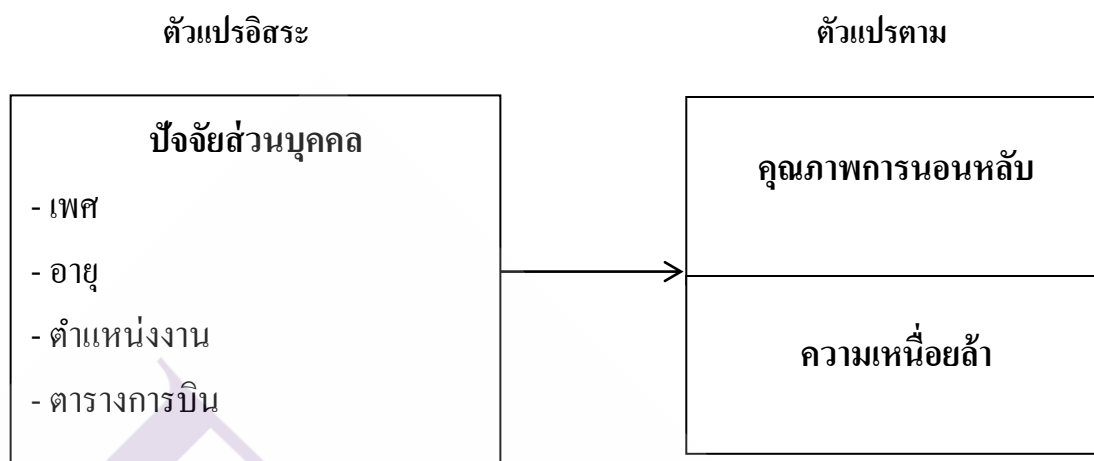 ตัวแปรอิสระ
ตัวแปรตาม
ปัจจัยส่วนบุคคล
- เพศ
- อายุ
- ตำแหน่งงาน
- ตารางการบิน
คุณภาพการนอนหลับ
ความเหนื่อยล้า